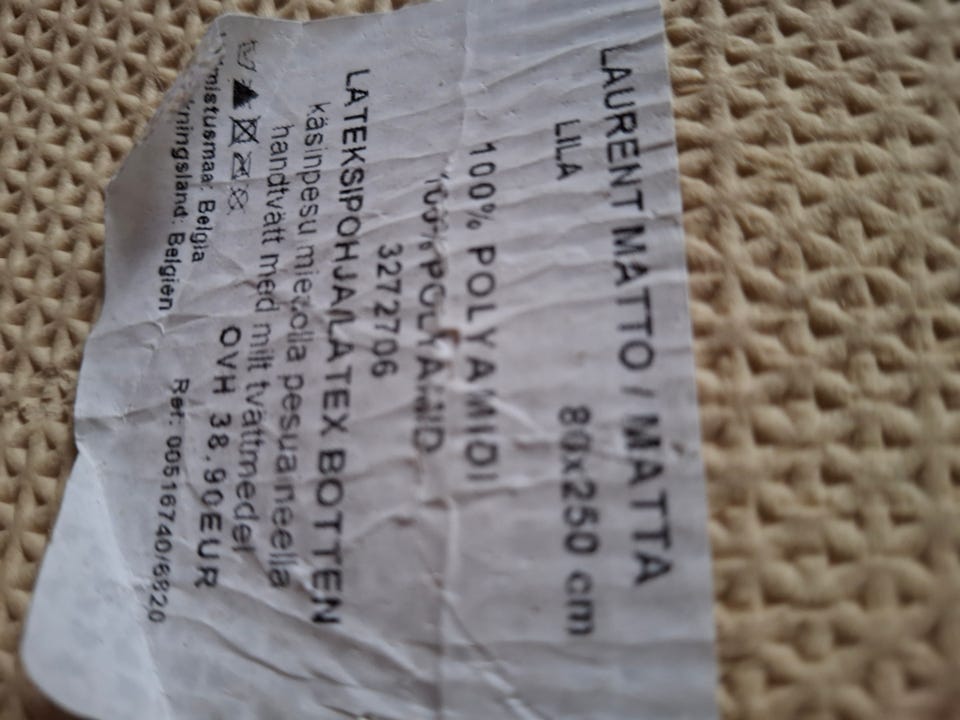 LAURENT MATTO / MATTA
LILA 80x250 cm
100% POLYAMIDI
100% POLYAMID
3272706
LATEKSIPOHJA/LATEX BOTTEN
käsinpesu miedolla pesuaineella
handtvätt med milt tvättmedel
OVH 38,90EUR
Belgia
Belgien Ref: 00516740/6820